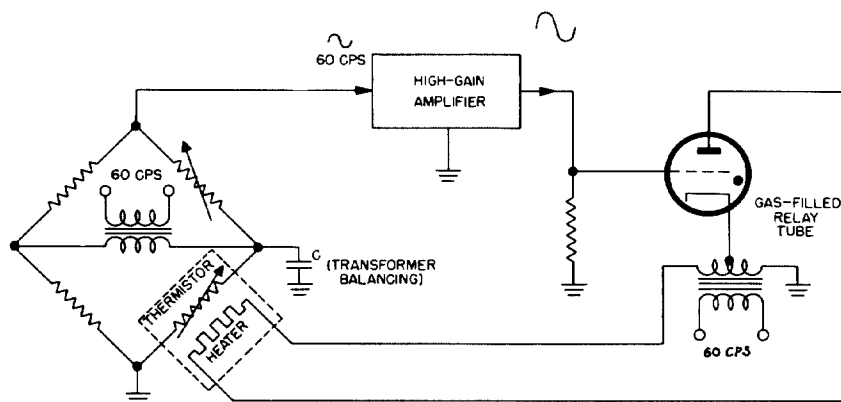 60 CPS
HIGH-GAIN
AMPLIFIER
60 CPS
GAS-FILLED
RELAY
TUBE
C
(TRANSFORMER
BALANCING)
THERMISTOR
HEATER
60 CPS